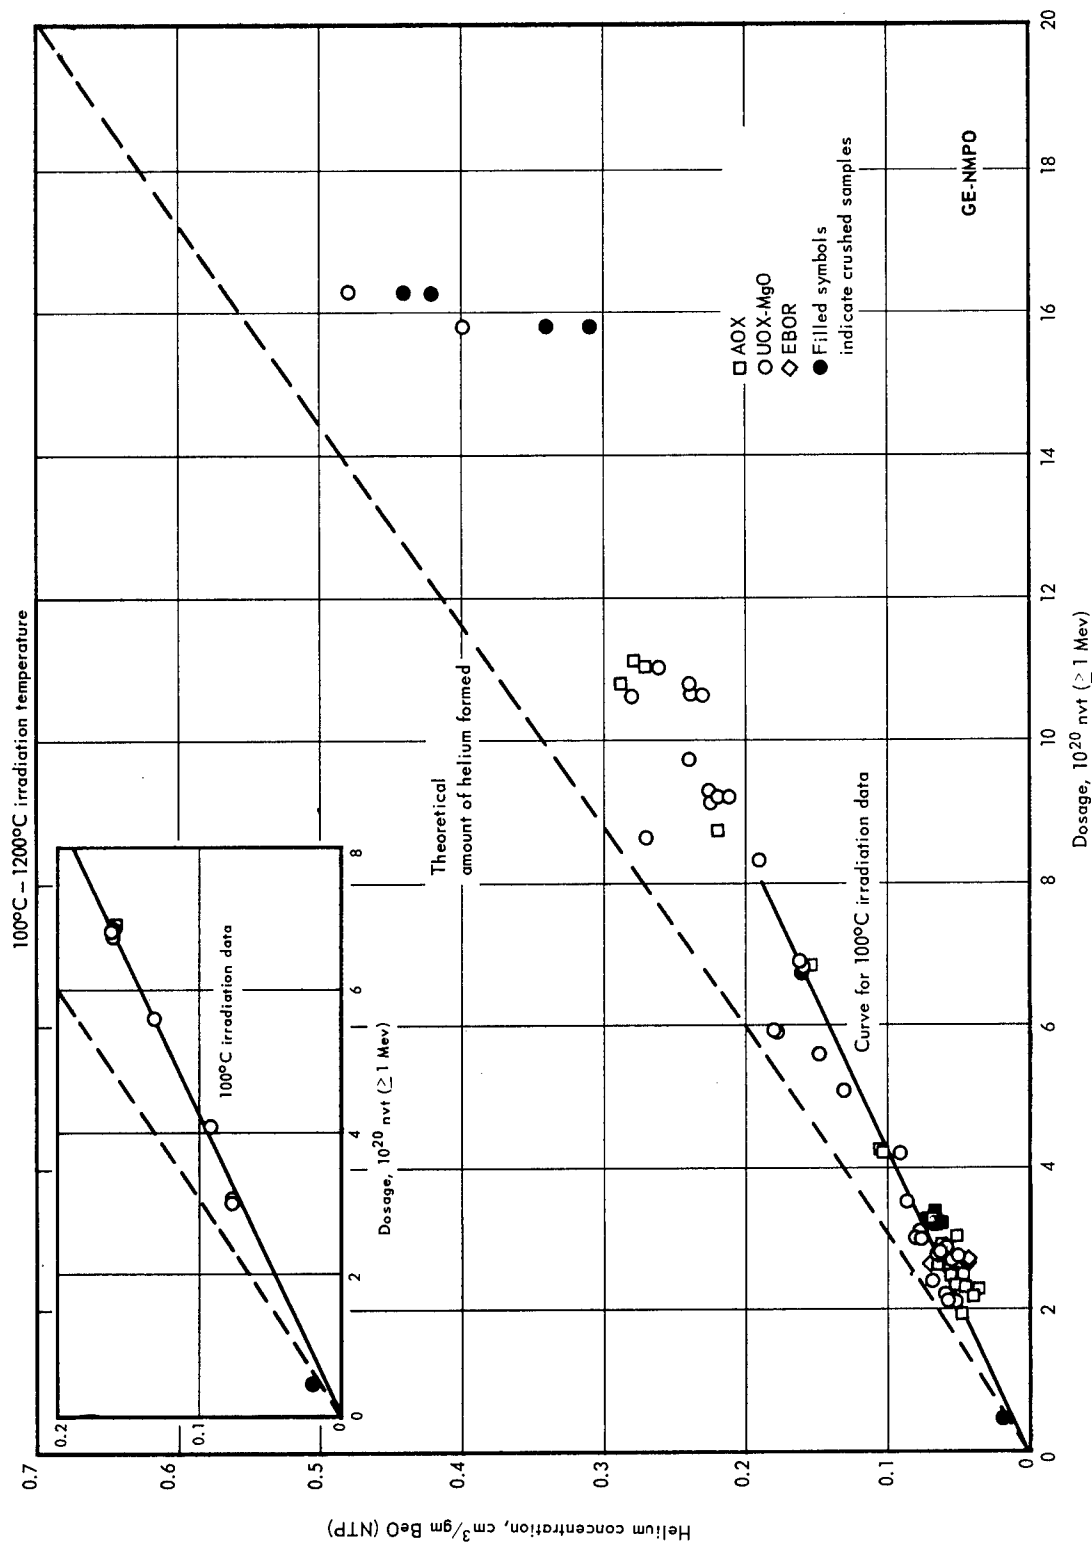 100°C – 1200°C irradiation temperature
0.7
0.6
0.5
0.4
0.3
0.2
0.1
0
Helium concentration, cm³/gm BeO (NTP)
0
2
4
6
8
10
12
14
16
18
20
Dosage, 10²⁰ nvt (≥ 1 Mev)
0.2
0.1
0
0
2
4
6
8
Dosage, 10²⁰ nvt (≥ 1 Mev)
100°C irradiation data
Theoretical
amount of helium formed
Curve for 100°C irradiation data
AOX
UOX-MgO
EBOR
Filled symbols
indicate crushed samples
GE-NMPO